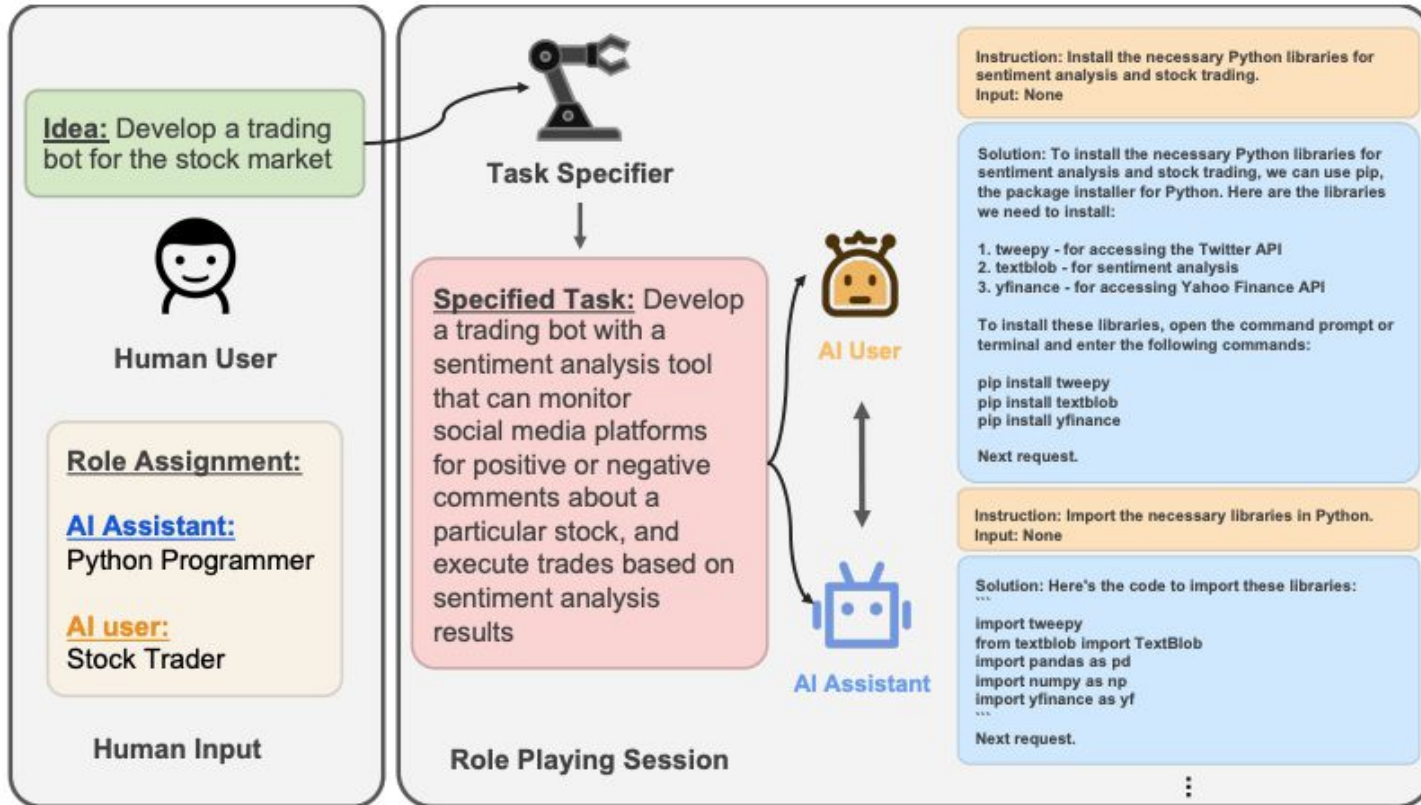 Idea: Develop a trading
bot for the stock market
Human User
Role Assignment:
AI Assistant:
Python Programmer
AI user:
Stock Trader
Human Input
Task Specifier
Specified Task: Develop
a trading bot with a
sentiment analysis tool
that can monitor
social media platforms
for positive or negative
comments about a
particular stock, and
execute trades based on
sentiment analysis
results
AI User
AI Assistant
Role Playing Session
Instruction: Install the necessary Python libraries for
sentiment analysis and stock trading.
Input: None
Solution: To install the necessary Python libraries for
sentiment analysis and stock trading, we can use pip,
the package installer for Python. Here are the libraries
we need to install:
1. tweepy - for accessing the Twitter API
2. textblob - for sentiment analysis
3. yfinance - for accessing Yahoo Finance API
To install these libraries, open the command prompt or
terminal and enter the following commands:
pip install tweepy
pip install textblob
pip install yfinance
Next request.
Instruction: Import the necessary libraries in Python.
Input: None
Solution: Here's the code to import these libraries:
```
import tweepy
from textblob import TextBlob
import pandas as pd
import numpy as np
import yfinance as yf
```
Next request.
⋮